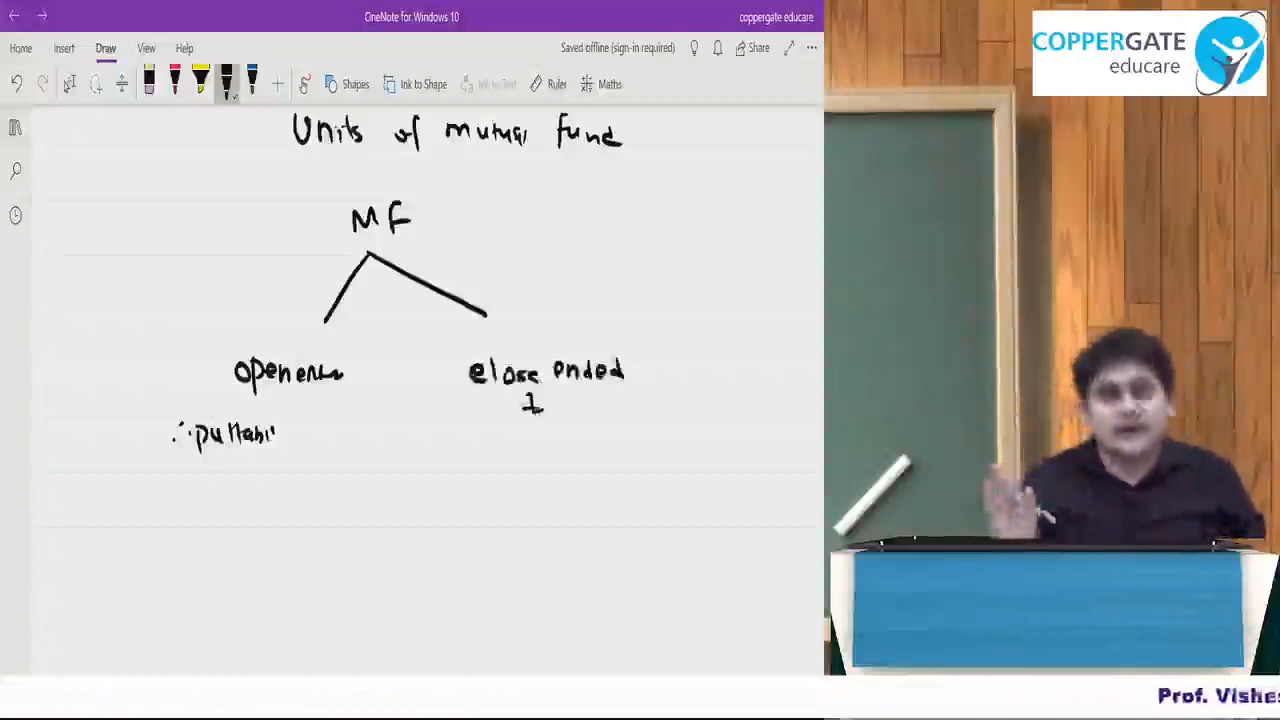 OneNote for Windows 10
coppergate educare
Home Insert Draw View Help
Saved offline (sign-in required)
Share
Shapes
Ink to Shape
Ink to Text
Ruler
Maths
COPPERGATE
educare
Units of mutual fund
MF
close ended
Prof. Vishe